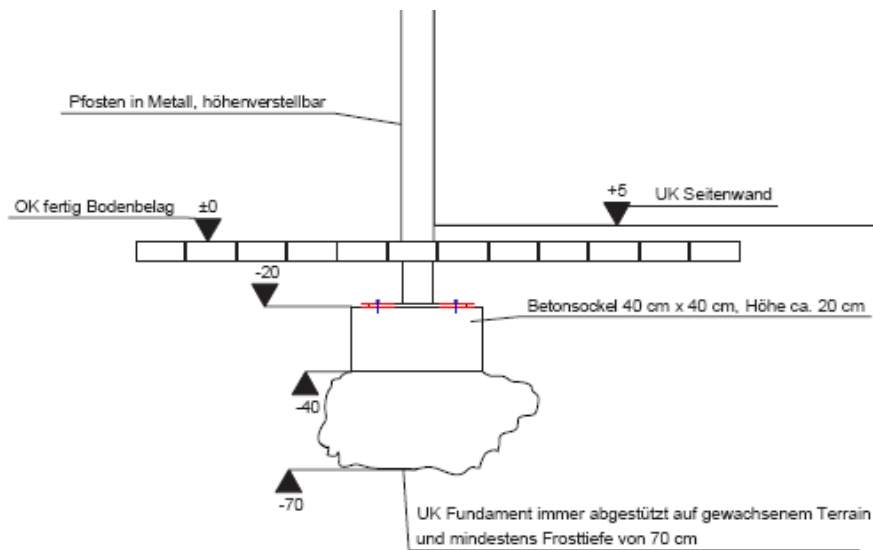 Pfosten in Metall, höhenverstellbar
+5
UK Seitenwand
OK fertig Bodenbelag
±0
-20
Betonsockel 40 cm x 40 cm, Höhe ca. 20 cm
-40
-70
UK Fundament immer abgestützt auf gewachsenem Terrain
und mindestens Frosttiefe von 70 cm